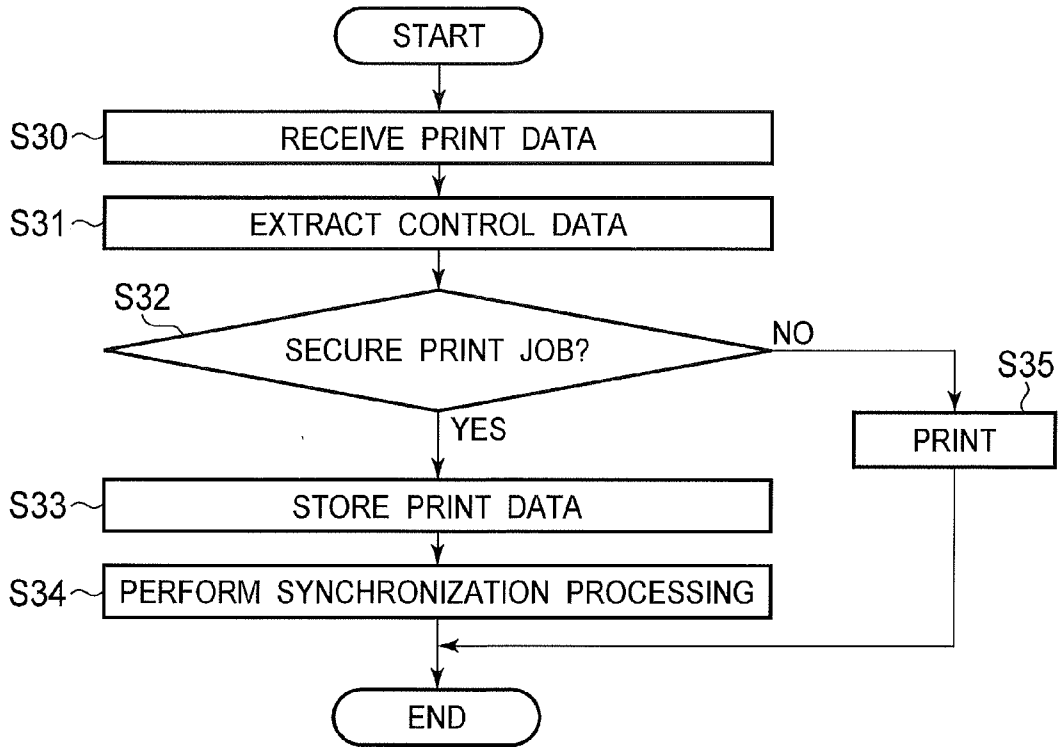 START
S30
RECEIVE PRINT DATA
S31
EXTRACT CONTROL DATA
S32
SECURE PRINT JOB?
NO
YES
S35
PRINT
S33
STORE PRINT DATA
S34
PERFORM SYNCHRONIZATION PROCESSING
END